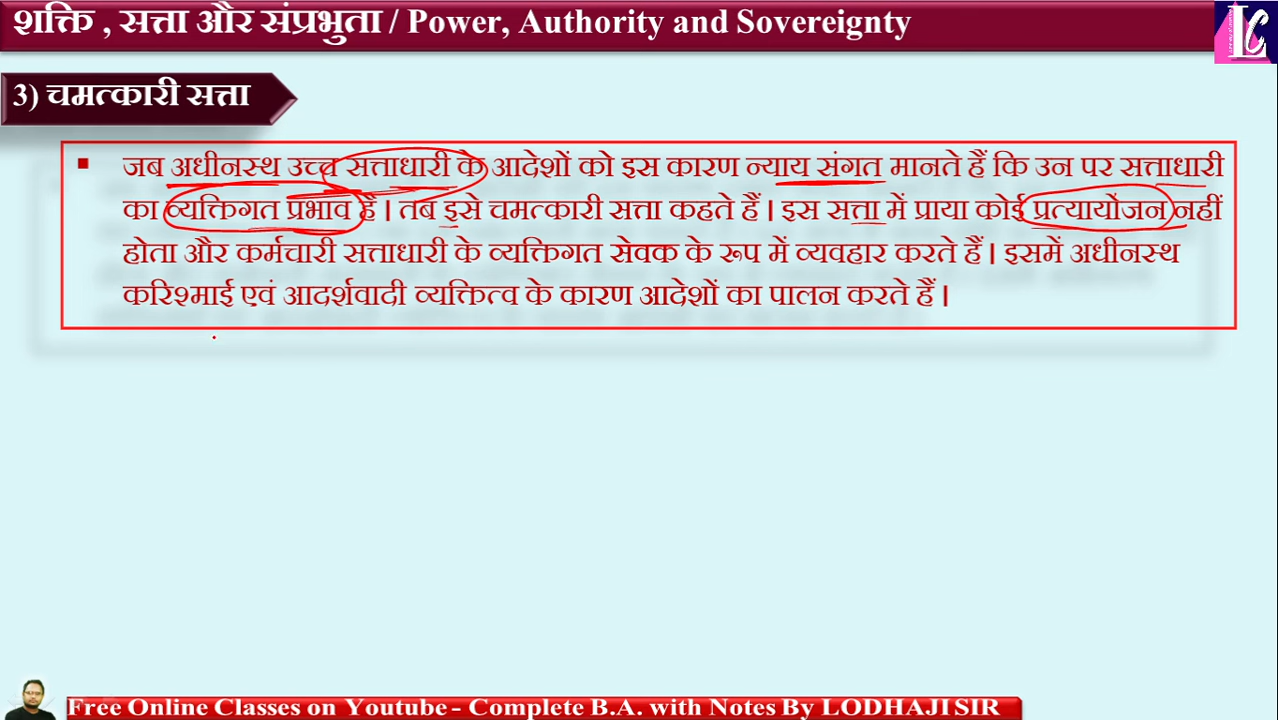 शक्ति , सत्ता और संप्रभुता / Power, Authority and Sovereignty
LC
3) चमत्कारी सत्ता
▪ जब अधीनस्थ उच्च सत्ताधारी के आदेशों को इस कारण न्याय संगत मानते हैं कि उन पर सत्ताधारी
का व्यक्तिगत प्रभाव है। तब इसे चमत्कारी सत्ता कहते हैं। इस सत्ता में प्राया कोई प्रत्यायोंजन नहीं
होता और कर्मचारी सत्ताधारी के व्यक्तिगत सेवक के रूप में व्यवहार करते हैं। इसमें अधीनस्थ
करिश्माई एवं आदर्शवादी व्यक्तित्व के कारण आदेशों का पालन करते हैं।
Free Online Classes on Youtube - Complete B.A. with Notes By LODHAJI SIR